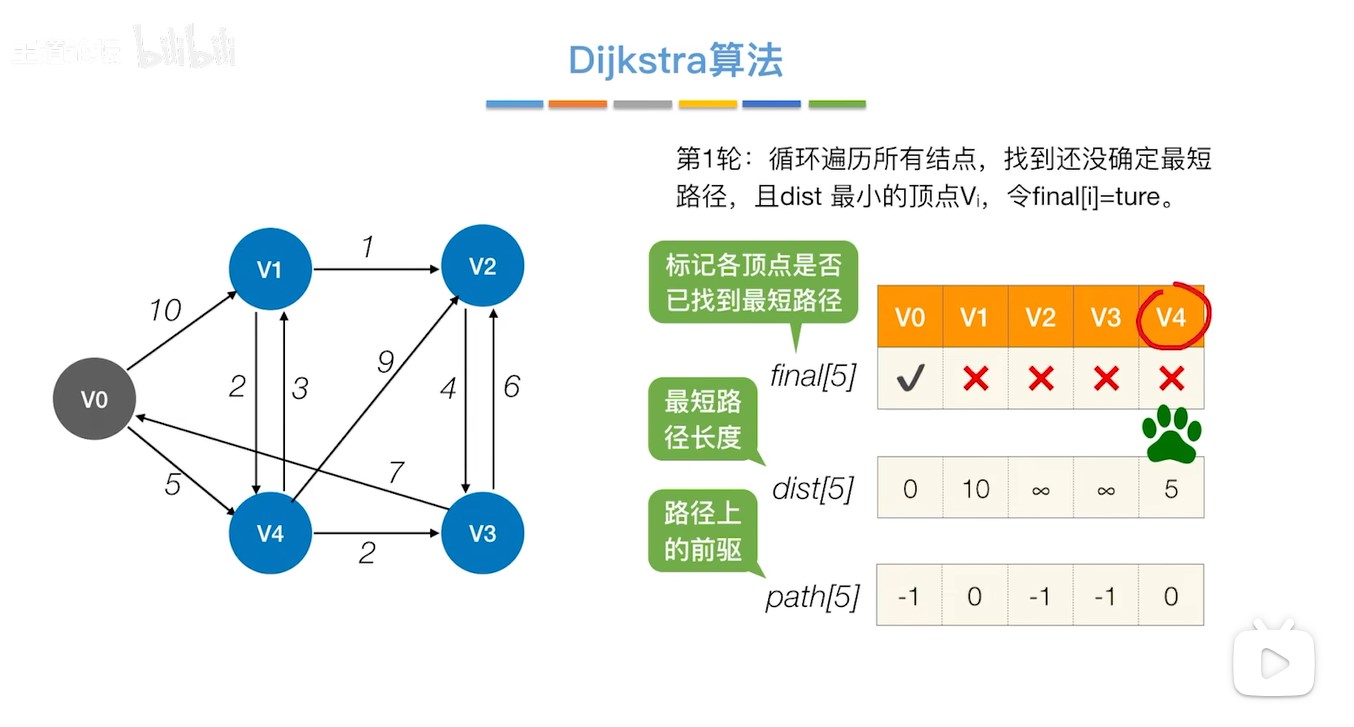 bilibili
Dijkstra算法
第1轮：循环遍历所有结点，找到还没确定最短
路径，且dist 最小的顶点Vᵢ，令final[i]=ture。
标记各顶点是否
已找到最短路径
V0 V1 V2 V3 V4
final[5]
最短路
径长度
dist[5] 0 10 ∞ ∞ 5
路径上
的前驱
path[5] -1 0 -1 -1 0
1
V1 V2
10
9
2 3 4 6
V0
7
5
V4 V3
2